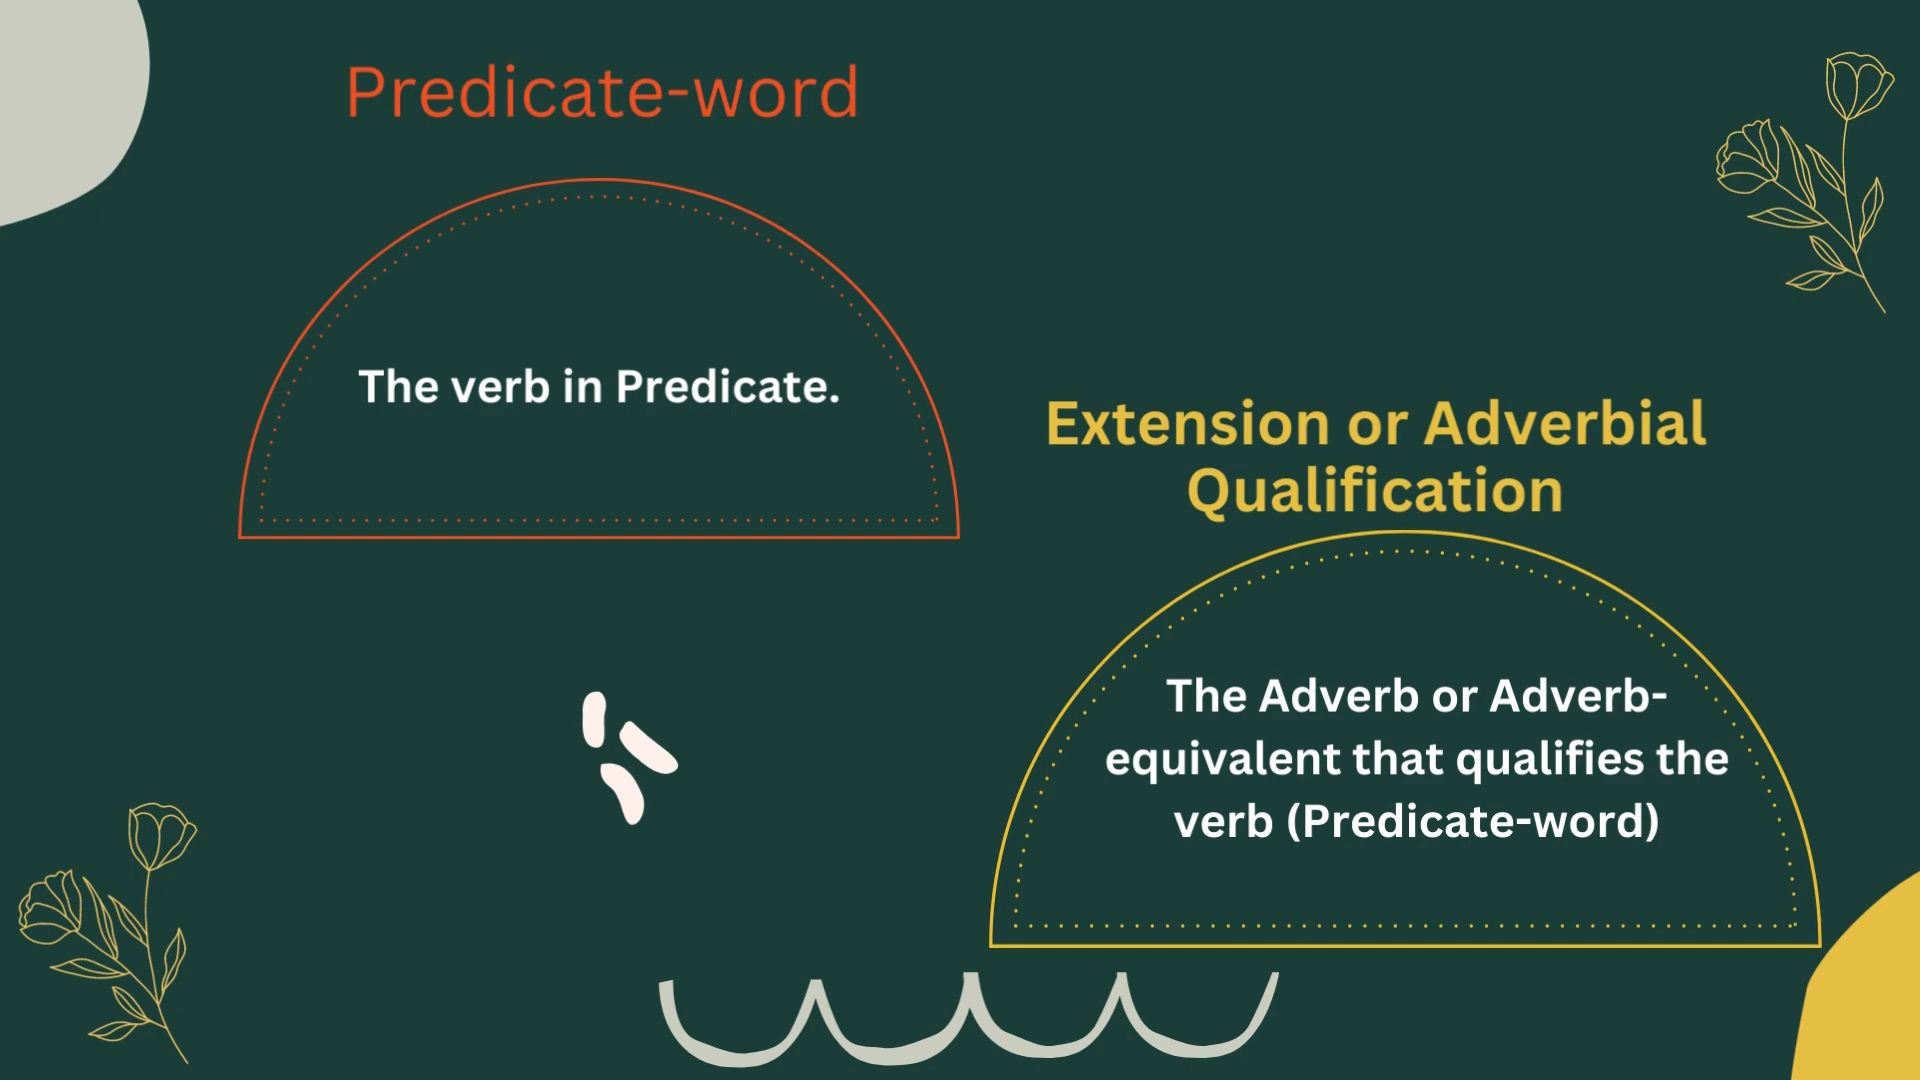 Predicate-word
The verb in Predicate.
Extension or Adverbial
Qualification
The Adverb or Adverb-
equivalent that qualifies the
verb (Predicate-word)